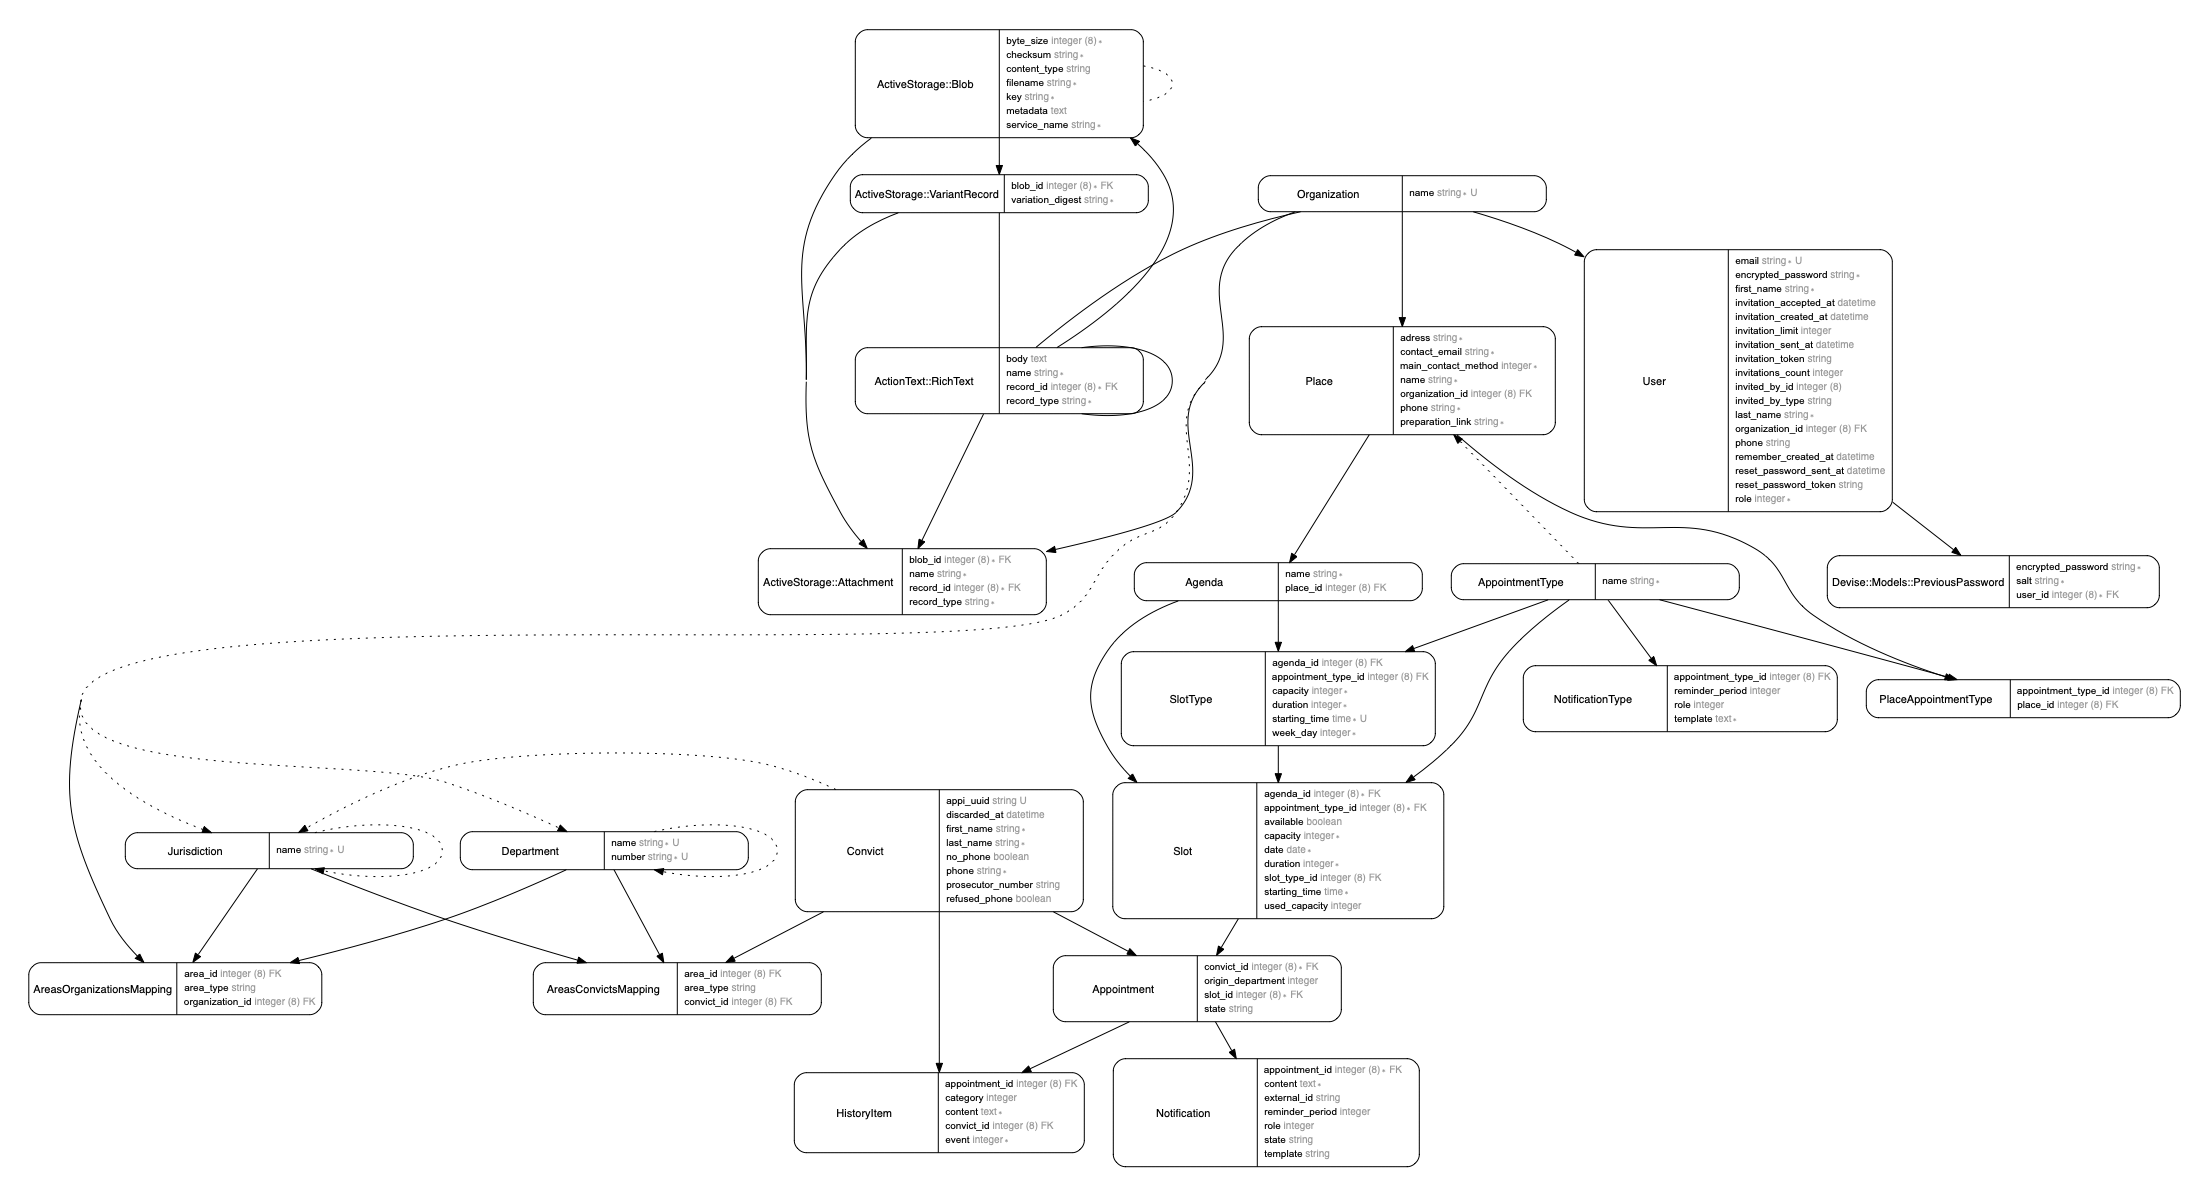 ActiveStorage::Blob
byte_size integer (8) ∗
checksum string ∗
content_type string
filename string ∗
key string ∗
metadata text
service_name string ∗
ActiveStorage::VariantRecord
blob_id integer (8) ∗ FK
variation_digest string ∗
Organization
name string ∗ U
User
email string ∗ U
encrypted_password string ∗
first_name string ∗
invitation_accepted_at datetime
invitation_created_at datetime
invitation_limit integer
invitation_sent_at datetime
invitation_token string
invitations_count integer
invited_by_id integer (8)
invited_by_type string
last_name string ∗
organization_id integer (8) FK
phone string
remember_created_at datetime
reset_password_sent_at datetime
reset_password_token string
role integer ∗
ActionText::RichText
body text
name string ∗
record_id integer (8) ∗ FK
record_type string ∗
Place
adress string ∗
contact_email string ∗
main_contact_method integer ∗
name string ∗
organization_id integer (8) FK
phone string ∗
preparation_link string ∗
ActiveStorage::Attachment
blob_id integer (8) ∗ FK
name string ∗
record_id integer (8) ∗ FK
record_type string ∗
Agenda
name string ∗
place_id integer (8) FK
AppointmentType
name string ∗
Devise::Models::PreviousPassword
encrypted_password string ∗
salt string ∗
user_id integer (8) ∗ FK
SlotType
agenda_id integer (8) FK
appointment_type_id integer (8) FK
capacity integer ∗
duration integer ∗
starting_time time ∗ U
week_day integer ∗
NotificationType
appointment_type_id integer (8) FK
reminder_period integer
role integer
template text ∗
PlaceAppointmentType
appointment_type_id integer (8) FK
place_id integer (8) FK
Jurisdiction
name string ∗ U
Department
name string ∗ U
number string ∗ U
Convict
appi_uuid string U
discarded_at datetime
first_name string ∗
last_name string ∗
no_phone boolean
phone string ∗
prosecutor_number string
refused_phone boolean
Slot
agenda_id integer (8) ∗ FK
appointment_type_id integer (8) ∗ FK
available boolean
capacity integer ∗
date date ∗
duration integer ∗
slot_type_id integer (8) FK
starting_time time ∗
used_capacity integer
AreasOrganizationsMapping
area_id integer (8) FK
area_type string
organization_id integer (8) FK
AreasConvictsMapping
area_id integer (8) FK
area_type string
convict_id integer (8) FK
Appointment
convict_id integer (8) ∗ FK
origin_department integer
slot_id integer (8) ∗ FK
state string
HistoryItem
appointment_id integer (8) FK
category integer
content text ∗
convict_id integer (8) FK
event integer ∗
Notification
appointment_id integer (8) ∗ FK
content text ∗
external_id string
reminder_period integer
role integer
state string
template string